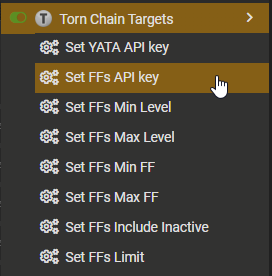 T Torn Chain Targets
Set YATA API key
Set FFs API key
Set FFs Min Level
Set FFs Max Level
Set FFs Min FF
Set FFs Max FF
Set FFs Include Inactive
Set FFs Limit